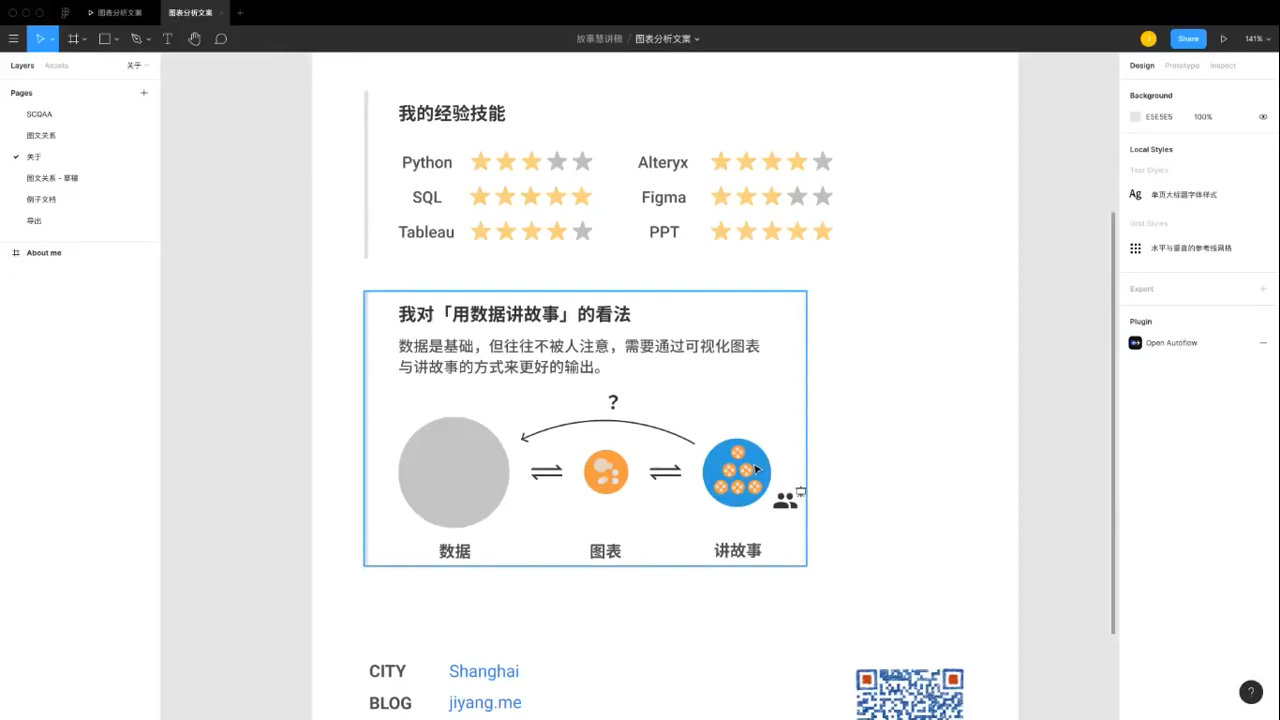 图表分析文案
图表分析文案
故事慧讲稿 / 图表分析文案
Share
141%
Layers
Assets
关于
Pages
SCQAA
图文关系
关于
图文关系 - 草稿
例子文档
导出
About me
我的经验技能
Python
Alteryx
SQL
Figma
Tableau
PPT
我对「用数据讲故事」的看法
数据是基础，但往往不被人注意，需要通过可视化图表
与讲故事的方式来更好的输出。
?
数据
图表
讲故事
CITY
Shanghai
BLOG
jiyang.me
Design
Prototype
Inspect
Background
E5E5E5
100%
Local Styles
Text Styles
Ag
单页大标题字体样式
Grid Styles
水平与垂直的参考线网格
Export
Plugin
Open Autoflow
?